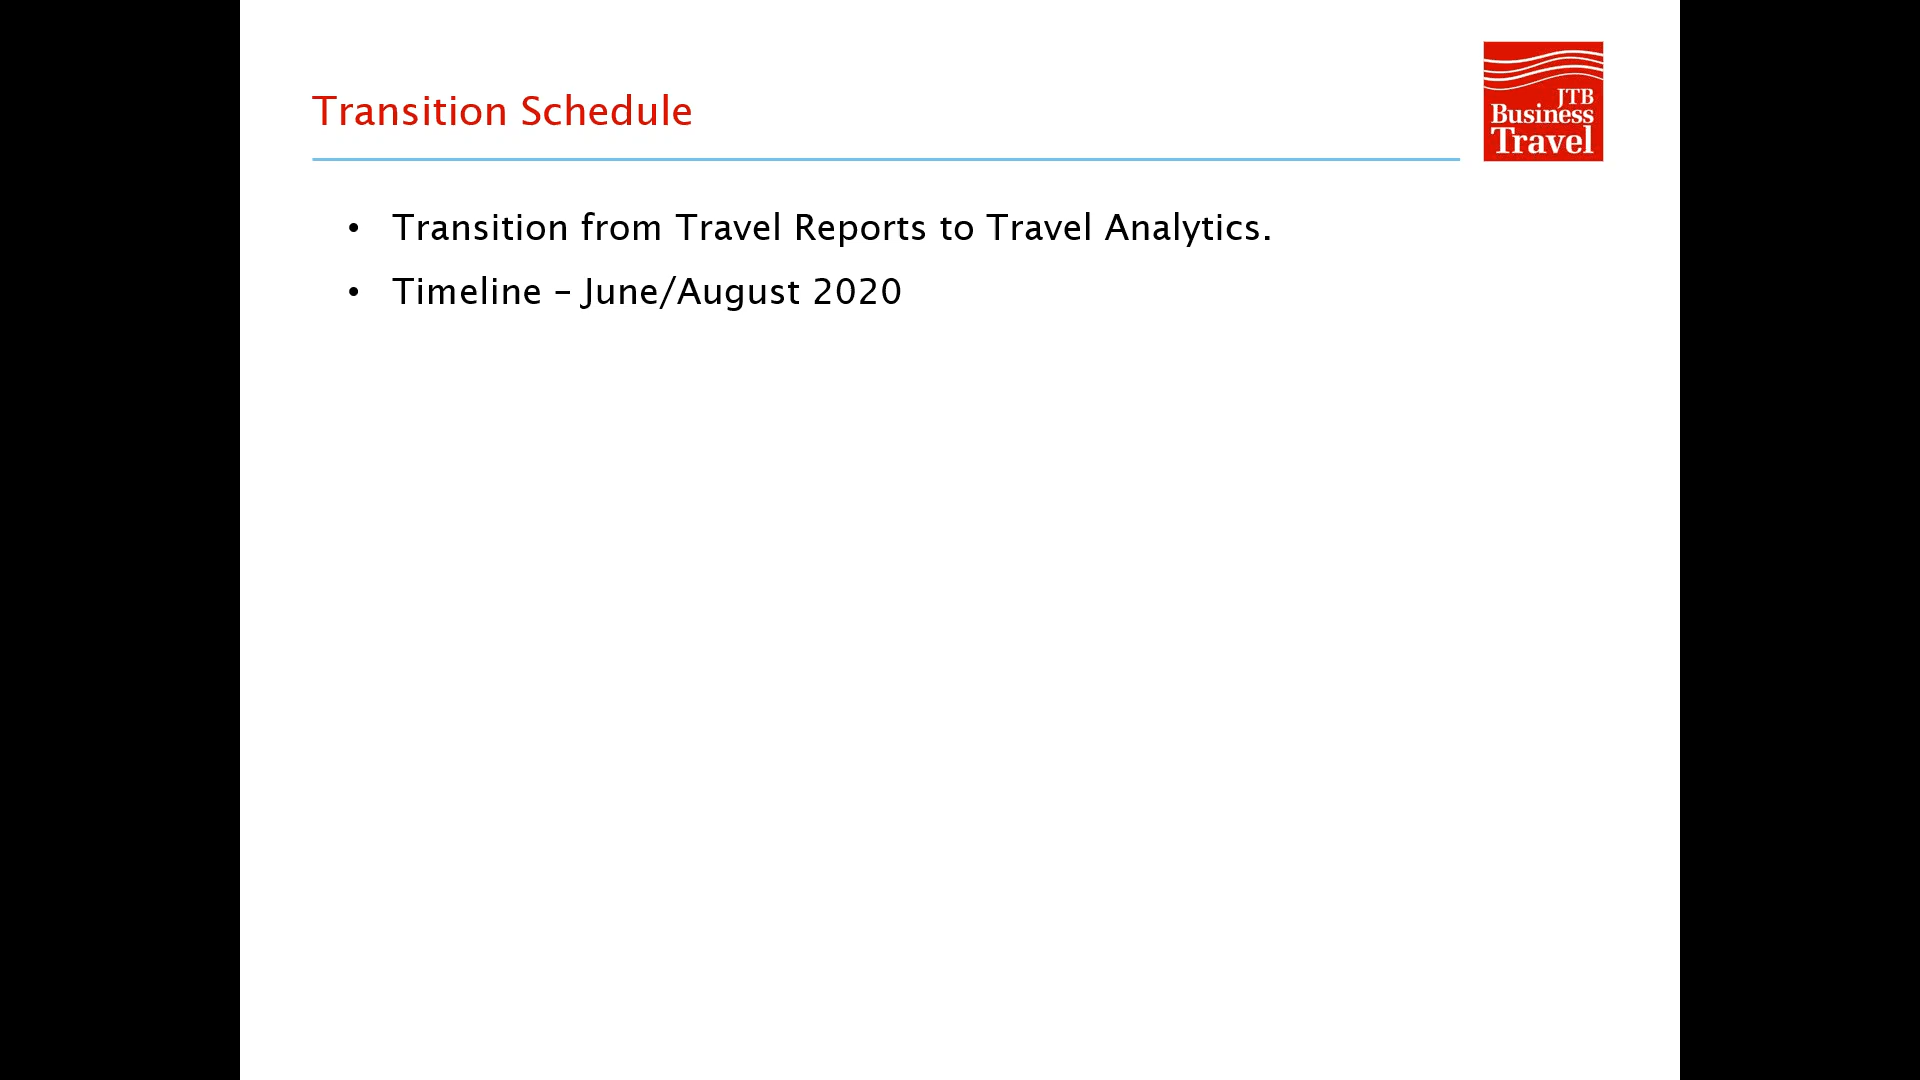 Transition Schedule
JTB
Business
Travel
• Transition from Travel Reports to Travel Analytics.
• Timeline – June/August 2020